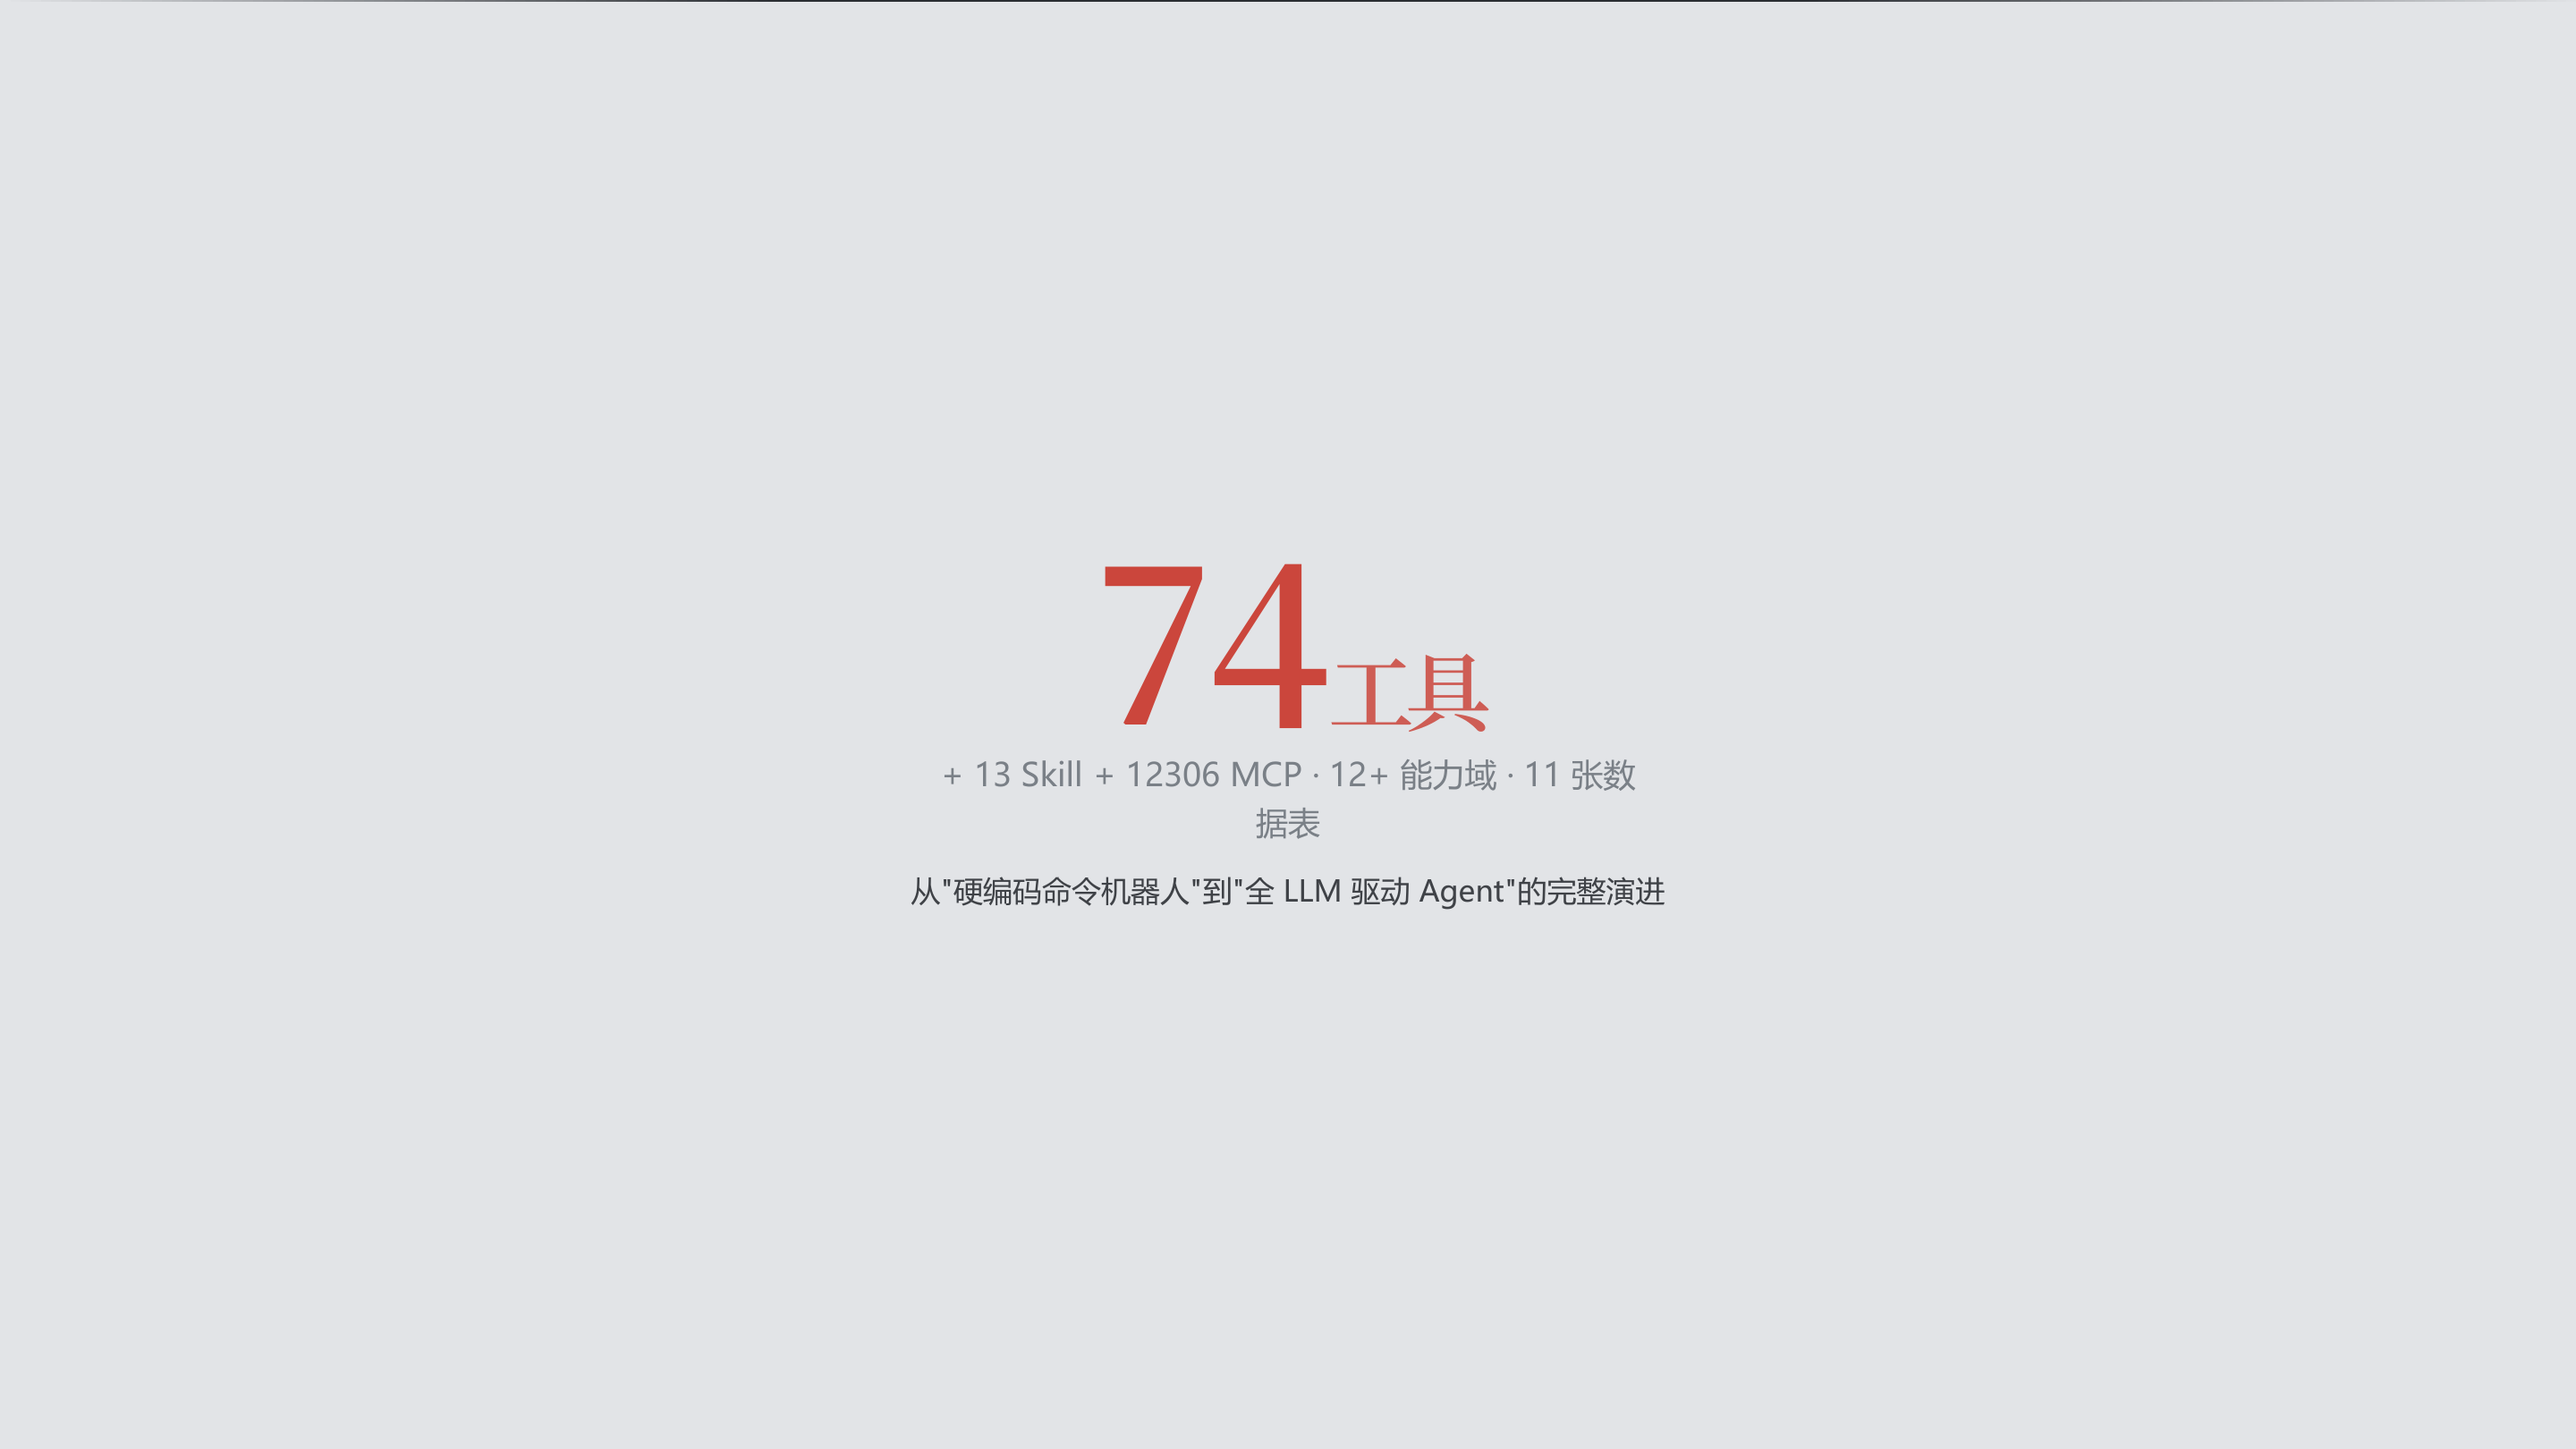 74工具
+ 13 Skill + 12306 MCP · 12+ 能力域 · 11 张数
据表
从"硬编码命令机器人"到"全 LLM 驱动 Agent"的完整演进